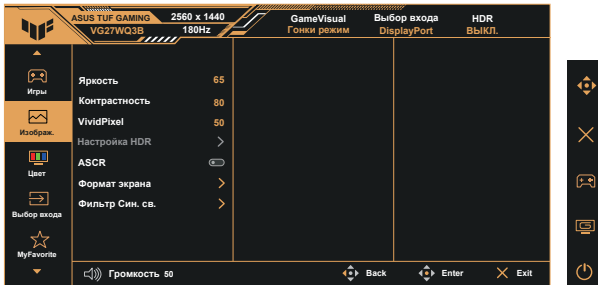 ASUS TUF GAMING 2560 x 1440 GameVisual Выбор входа HDR
VG27WQ3B 180Hz Гонки режим DisplayPort ВЫКЛ.
Игры
Изображ.
Цвет
Выбор входа
MyFavorite
Яркость 65
Контрастность 80
VividPixel 50
Настройка HDR
ASCR
Формат экрана
Фильтр Син. св.
Громкость 50 Back Enter Exit